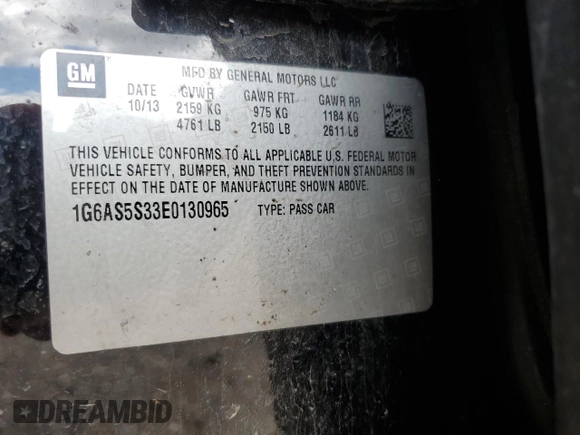 GM
MFD BY GENERAL MOTORS LLC
DATE GVWR GAWR FRT GAWR RR
10/13 2159 KG 975 KG 1184 KG
4761 LB 2150 LB 2611 LB
THIS VEHICLE CONFORMS TO ALL APPLICABLE U.S. FEDERAL MOTOR
VEHICLE SAFETY, BUMPER, AND THEFT PREVENTION STANDARDS IN
EFFECT ON THE DATE OF MANUFACTURE SHOWN ABOVE.
1G6AS5S33E0130965 TYPE: PASS CAR
DREAMBID